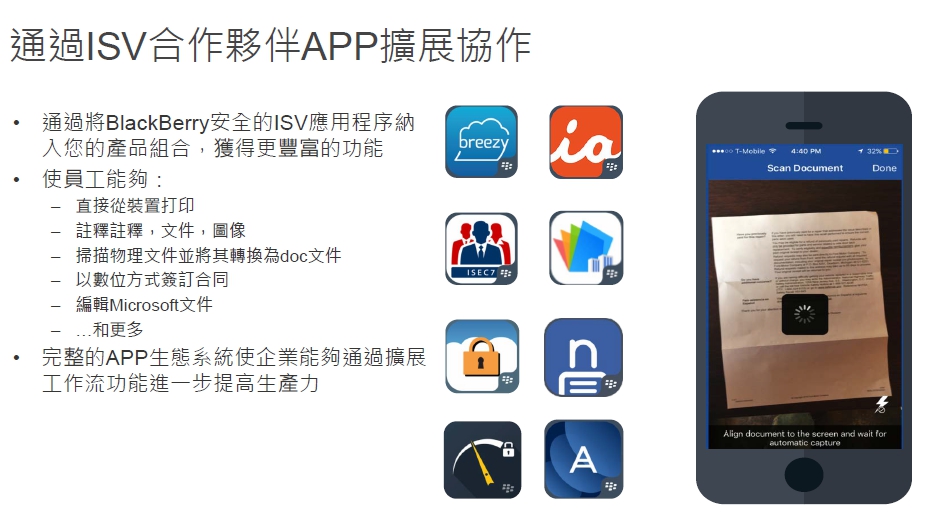 通過ISV合作夥伴APP擴展協作
• 通過將BlackBerry安全的ISV應用程序納
入您的產品組合，獲得更豐富的功能
• 使員工能夠：
– 直接從裝置打印
– 註釋註釋，文件，圖像
– 掃描物理文件並將其轉換為doc文件
– 以數位方式簽訂合同
– 編輯Microsoft文件
– …和更多
• 完整的APP生態系統使企業能夠通過擴展
工作流功能進一步提高生產力
breezy
ia
ISEC7
n
A
T-Mobile 4:40 PM 32%
Scan Document Done
Align document to the screen and wait for
automatic capture